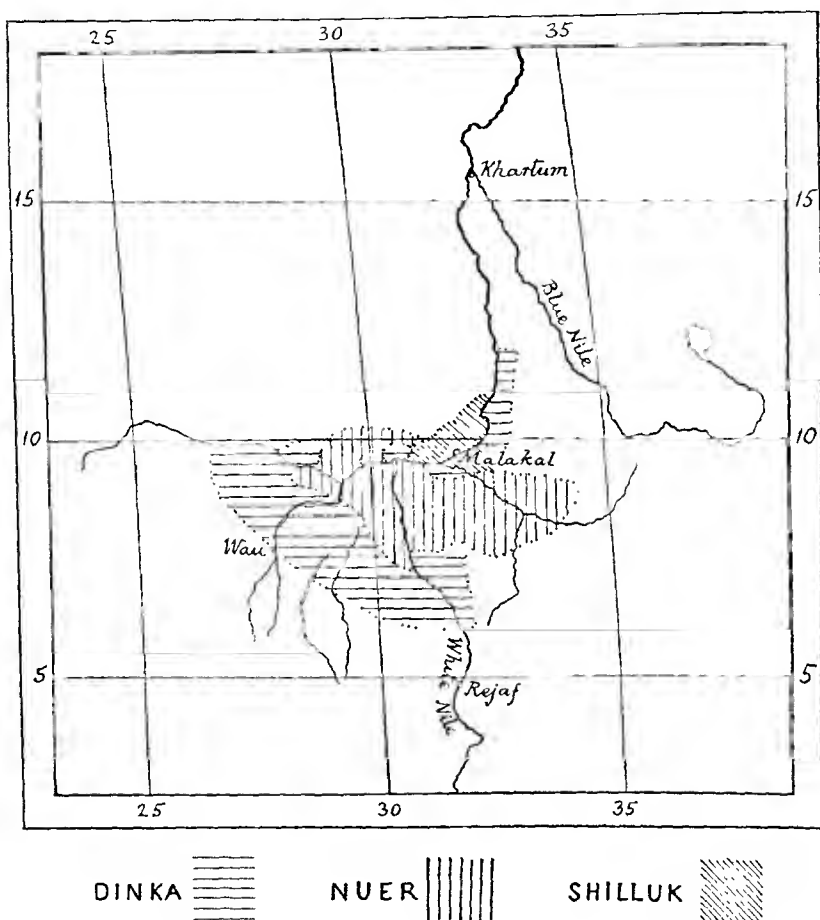 25 30 35
Khartum
15 15
Blue Nile
10 10
Malakal
Wau
White Nile
5 5
Rejaf
25 30 35
DINKA NUER SHILLUK